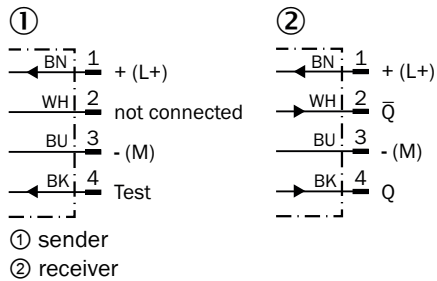 ① ②
BN 1 + (L+) BN 1 + (L+)
WH 2 not connected WH 2 Q̅
BU 3 - (M) BU 3 - (M)
BK 4 Test BK 4 Q
① sender
② receiver